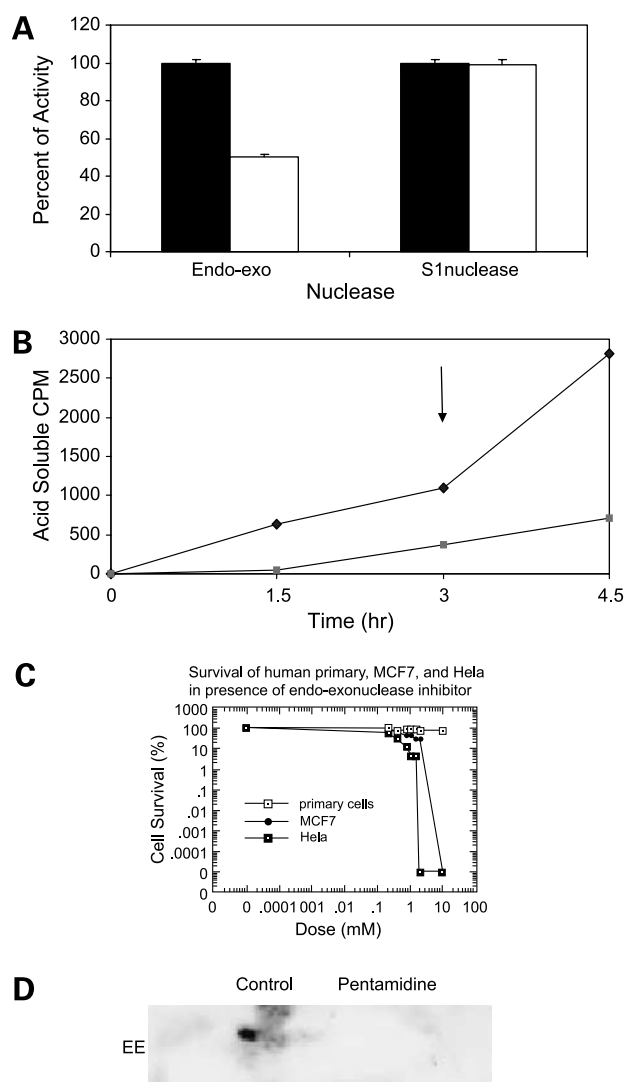 A
120
100
80
60
40
20
0
Percent of Activity
Endo-exo
S1nuclease
Nuclease
B
3000
2500
2000
1500
1000
500
0
Acid Soluble CPM
0 1.5 3 4.5
Time (hr)
C
Survival of human primary, MCF7, and Hela
in presence of endo-exonuclease inhibitor
1000
100
10
1
.1
.01
.001
.0001
0
Cell Survival (%)
primary cells
MCF7
Hela
0 0 .0001 .001 .01 .1 1 10 100
Dose (mM)
D
Control Pentamidine
EE